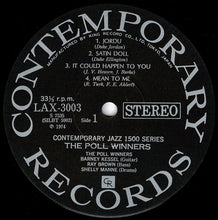 CONTEMPORARY
MANUFACTURED BY KING RECORD CO., LTD. TOKYO, JAPAN
1. JORDU
(Duke Jordan)
2. SATIN DOLL
(Duke Ellington)
3. IT COULD HAPPEN TO YOU
(J. V. Heusen, J. Burke)
4. MEAN TO ME
(R. Turk, F. E. Ahlert)
33⅓ r.p.m.
LAX-3003
STEREO
S 7535
Side 1
℗ 1974
CONTEMPORARY JAZZ 1500 SERIES
THE POLL WINNERS
THE POLL WINNERS
BARNEY KESSEL (Guitar)
RAY BROWN (Bass)
SHELLY MANNE (Drums)
CR
RECORDS